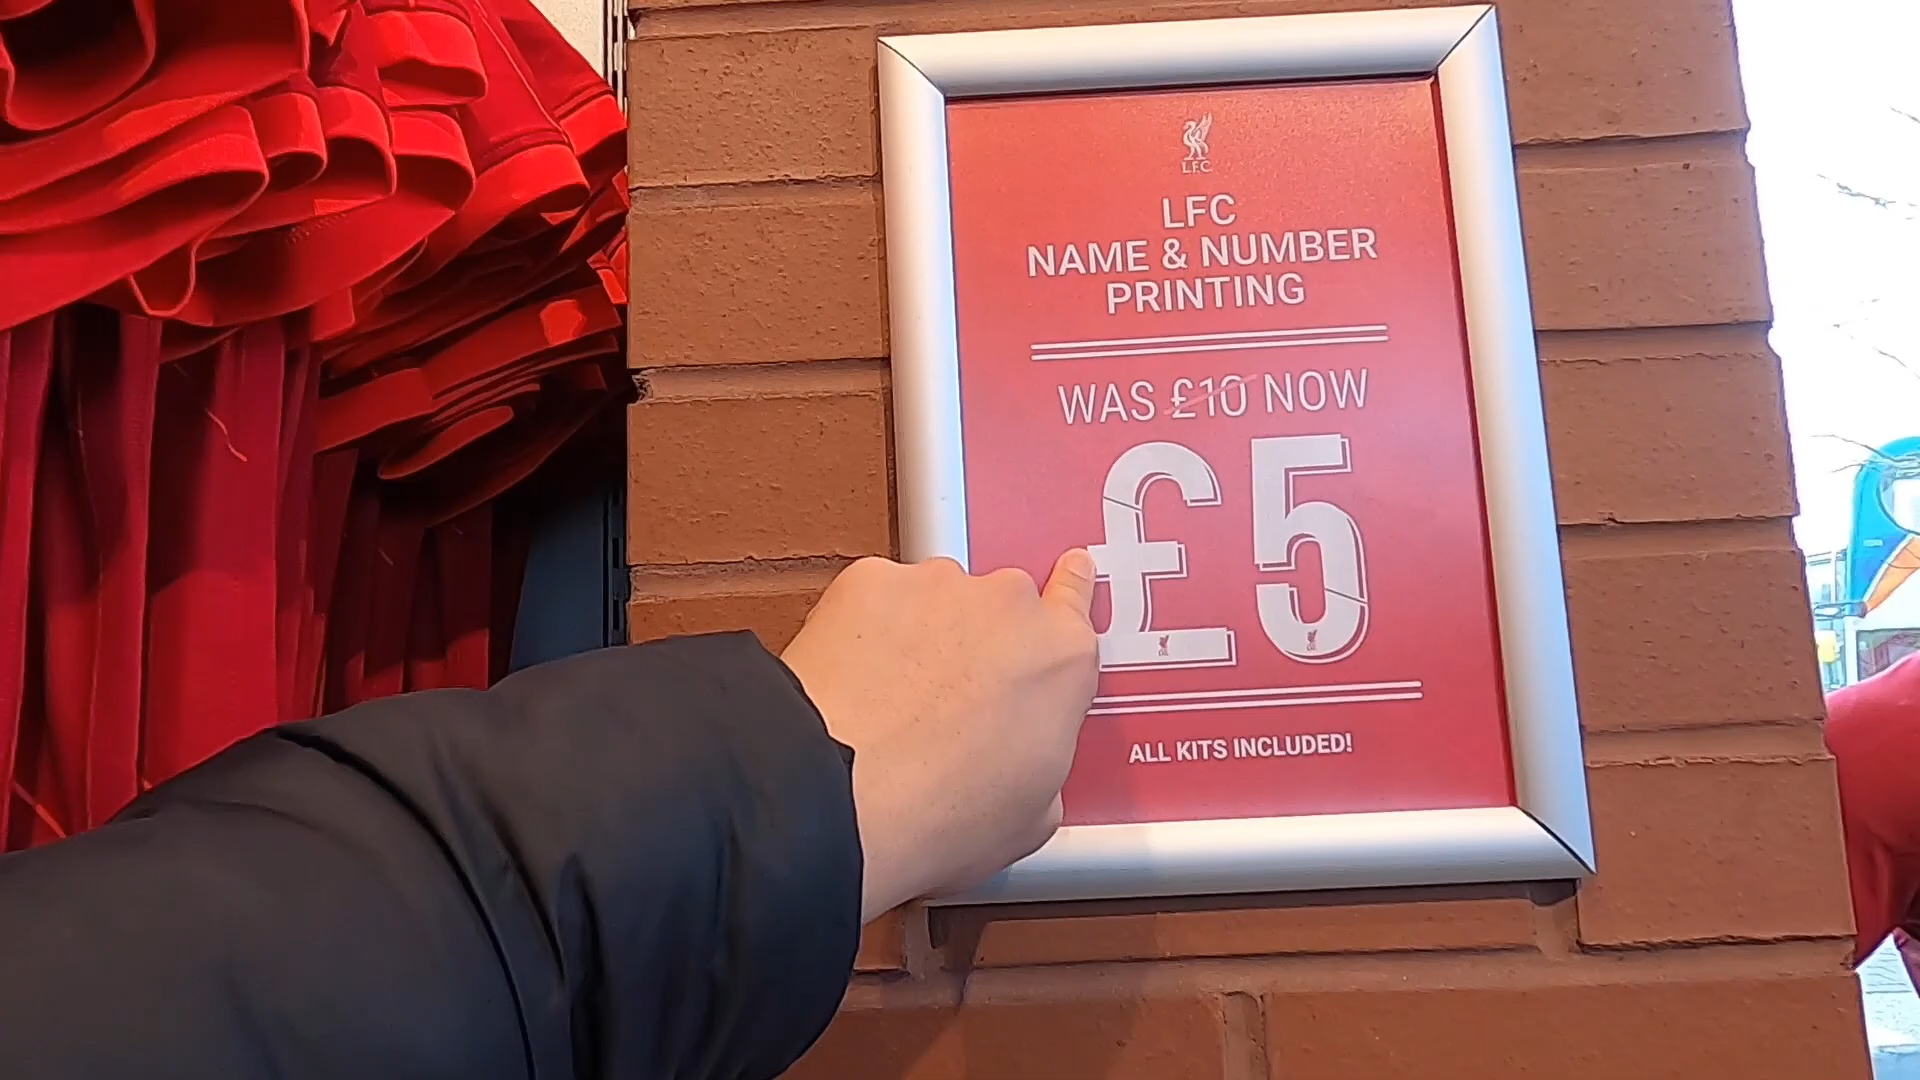 L.F.C.
LFC
NAME & NUMBER
PRINTING
WAS £10 NOW
£5
ALL KITS INCLUDED!